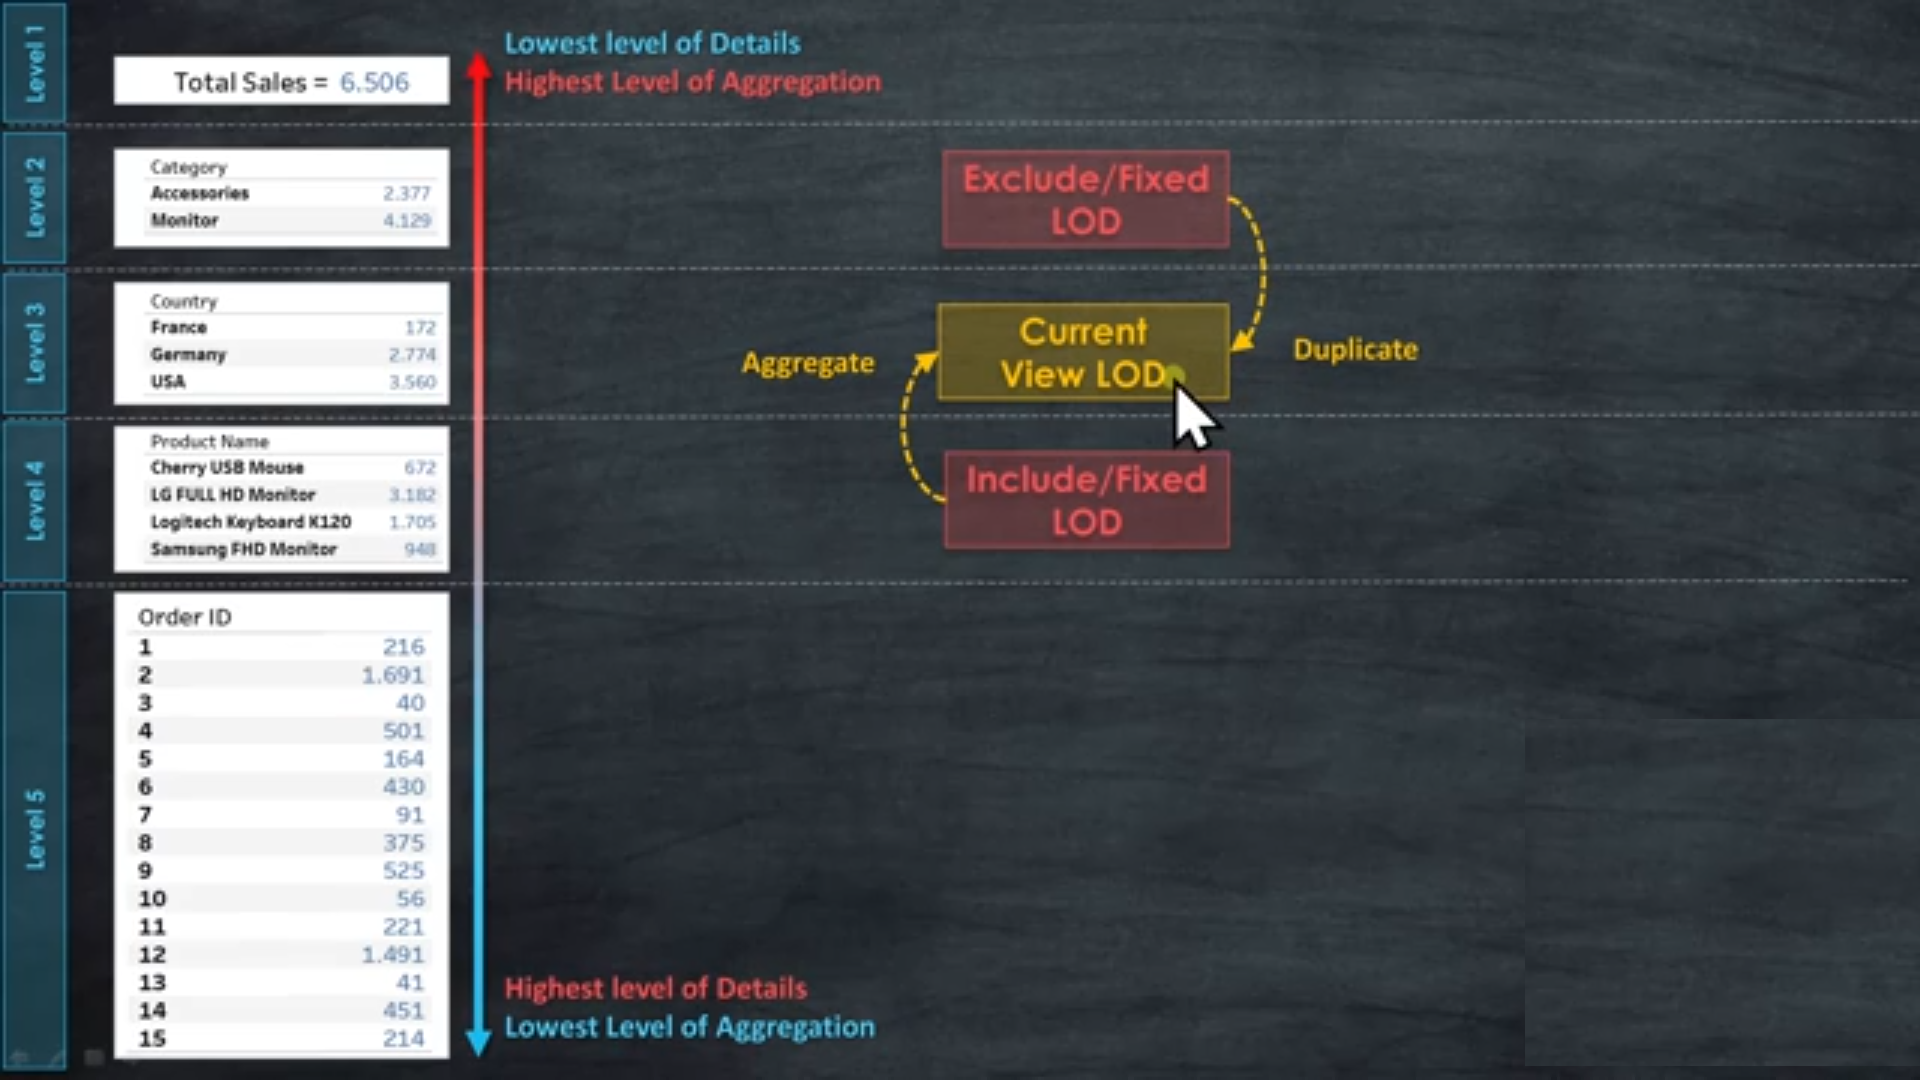 Level 1
Total Sales = 6.506
Lowest level of Details
Highest Level of Aggregation
Level 2
Category
Accessories 2.377
Monitor 4.129
Exclude/Fixed
LOD
Level 3
Country
France 172
Germany 2.774
USA 3.560
Aggregate
Current
View LOD
Duplicate
Level 4
Product Name
Cherry USB Mouse 672
LG FULL HD Monitor 3.182
Logitech Keyboard K120 1.705
Samsung FHD Monitor 948
Include/Fixed
LOD
Level 5
Order ID
1 216
2 1.691
3 40
4 501
5 164
6 430
7 91
8 375
9 525
10 56
11 221
12 1.491
13 41
14 451
15 214
Highest level of Details
Lowest Level of Aggregation